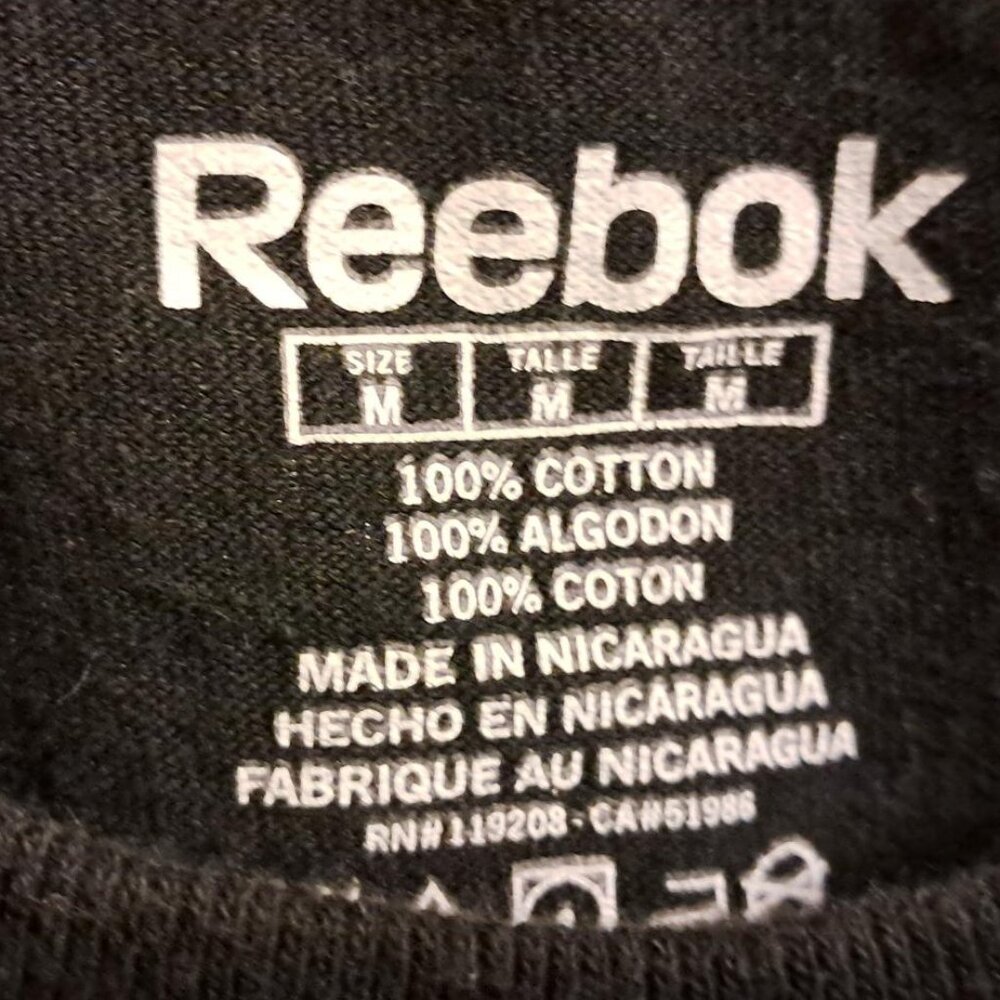 Reebok
SIZE TALLE TAILLE
M M M
100% COTTON
100% ALGODON
100% COTON
MADE IN NICARAGUA
HECHO EN NICARAGUA
FABRIQUE AU NICARAGUA
RN# 119208 - CA#51986